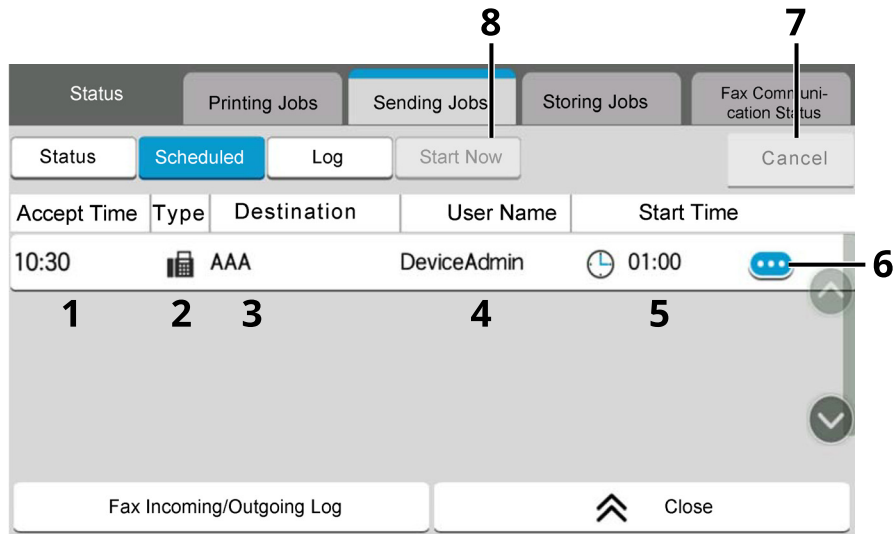 8 7
Status Printing Jobs Sending Jobs Storing Jobs Fax Communi-
cation Status
Status Scheduled Log Start Now Cancel
Accept Time Type Destination User Name Start Time
10:30 AAA DeviceAdmin 01:00 6
1 2 3 4 5
Fax Incoming/Outgoing Log Close